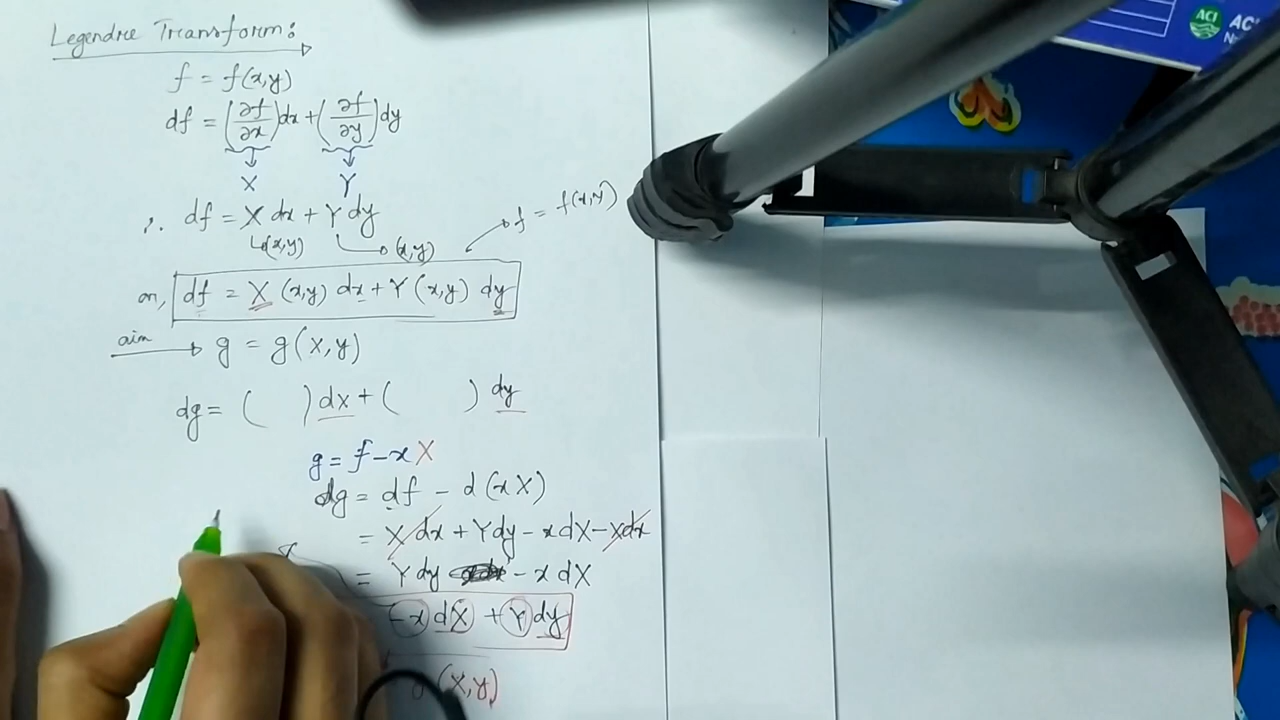 Legendre Transform:
f = f(x,y)
df = (∂f/∂x)dx + (∂f/∂y)dy
X Y
∴ df = X dx + Y dy
(x,y) (x,y)
f = f(x,y)
or, df = X (x,y) dx + Y (x,y) dy
aim g = g(X,y)
dg = ( ) dX + ( ) dy
g = f - xX
dg = df - d(xX)
= X dx + Y dy - x dX - X dx
= Y dy - x dX
-x dX + Y dy
g(X,y)
ACI